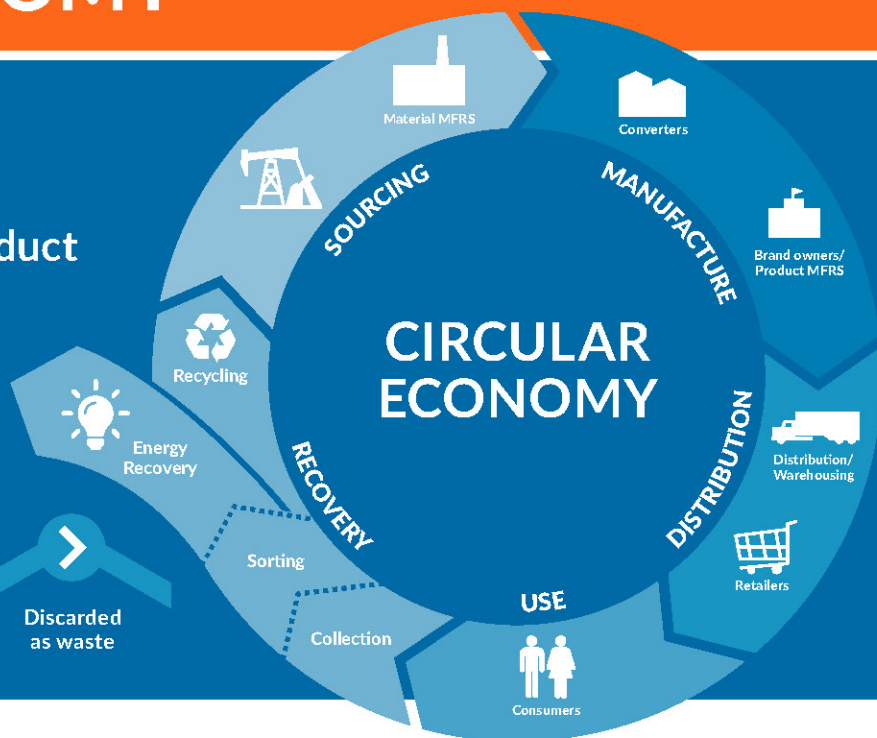 Material MFRS
Converters
SOURCING
MANUFACTURE
Brand owners/
Product MFRS
CIRCULAR
ECONOMY
Recycling
Energy
Recovery
RECOVERY
DISTRIBUTION
Distribution/
Warehousing
Sorting
Retailers
USE
Collection
Consumers
Discarded
as waste